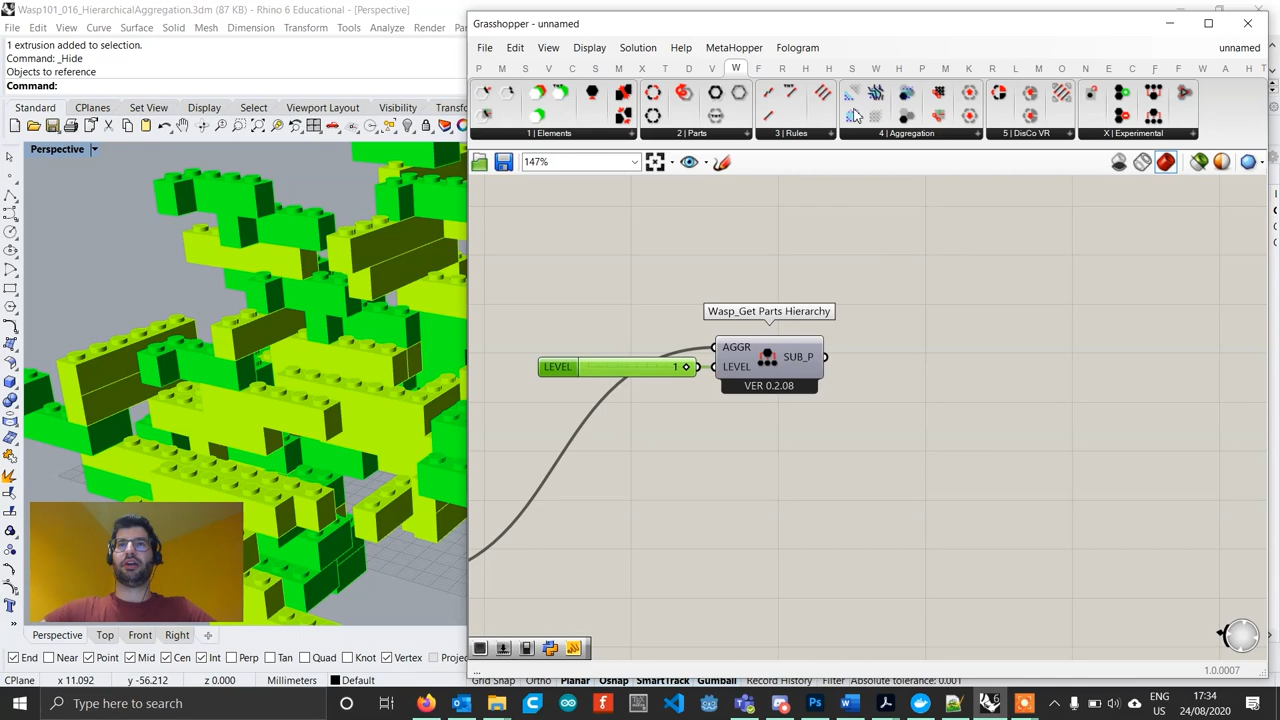 Wasp101_016_HierarchicalAggregation.3dm (87 KB) - Rhino 6 Educational - [Perspective]
File Edit View Curve Surface Solid Mesh Dimension Transform Tools Analyze Render Pa
1 extrusion added to selection.
Command: _Hide
Objects to reference
Command:
Standard CPlanes Set View Display Select Viewport Layout Visibility Transfo
Perspective
Grasshopper - unnamed
File Edit View Display Solution Help MetaHopper Fologram unnamed
P M S V C S M X P T D V W F R H H S W A K R L M C F F V E W A H
1 | Elements
2 | Parts
3 | Rules
4 | Aggregation
5 | DisCo VR
X | Experimental
147%
Wasp_Get Parts Hierarchy
AGGR
LEVEL
SUB_P
VER 0.2.08
LEVEL 1
...
1.0.0007
Perspective Top Front Right
End Near Point Mid Cen Int Perp Tan Quad Knot Vertex Projec
CPlane x 11.092 y -56.212 z 0.000 Millimeters Default Grid Snap Ortho Planar Osnap SmartTrack Gumball Record History Filter Absolute tolerance: 0.001
Type here to search
ENG
US
17:34
24/08/2020